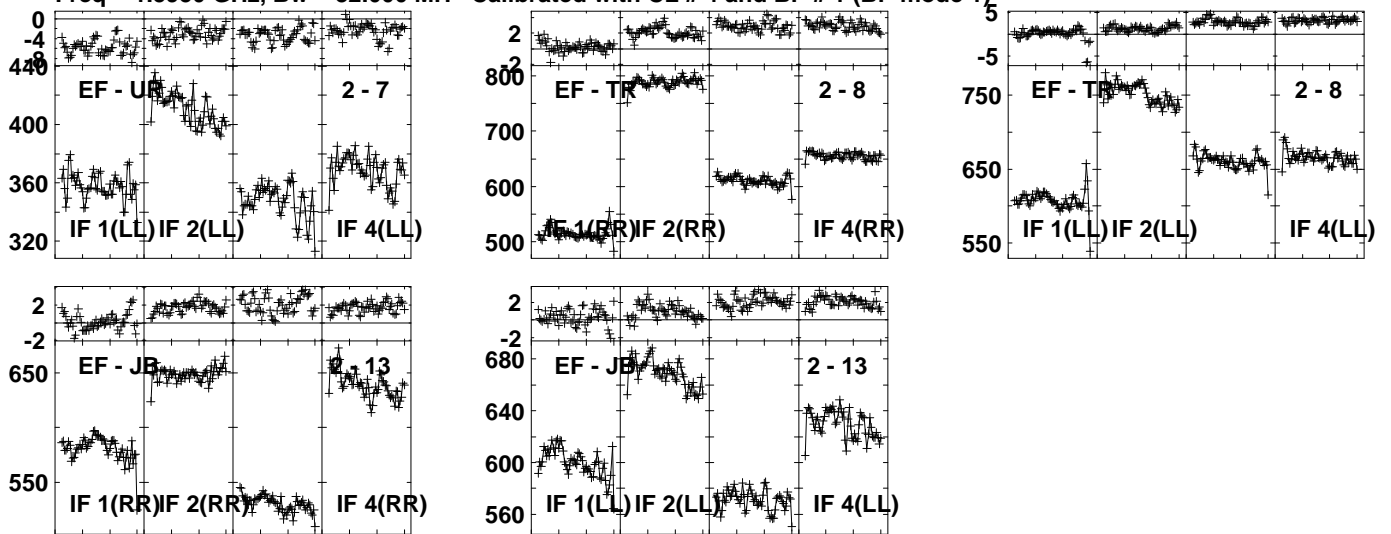 0
-4
-8
440
EF - UR 2 - 7
400
360
320
IF 1(LL) IF 2(LL) IF 4(LL)
2
-2
800
EF - TR 2 - 8
700
600
500
IF 1(RR) IF 2(RR) IF 4(RR)
5
-5
EF - TR 2 - 8
750
650
550
IF 1(LL) IF 2(LL) IF 4(LL)
2
-2
EF - JB 2 - 13
650
550
IF 1(RR) IF 2(RR) IF 4(RR)
2
-2
680
EF - JB 2 - 13
640
600
560
IF 1(LL) IF 2(LL) IF 4(LL)